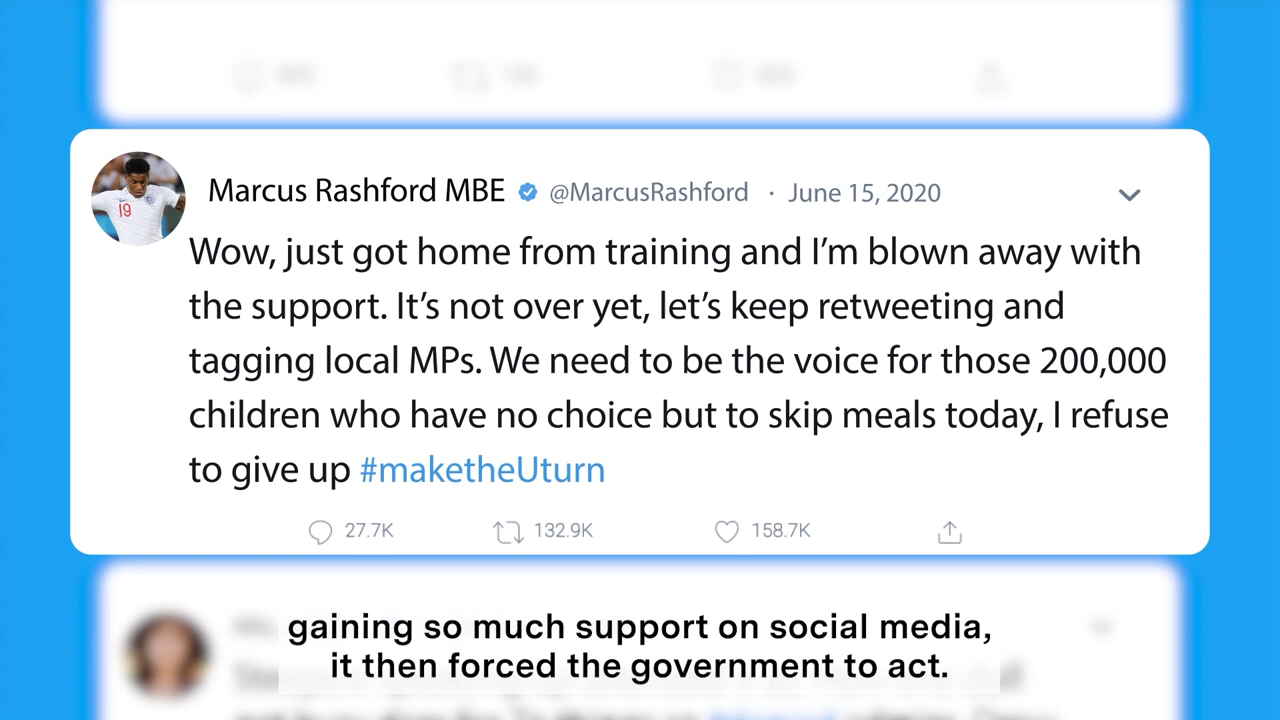 Marcus Rashford MBE @MarcusRashford · June 15, 2020
Wow, just got home from training and I’m blown away with
the support. It’s not over yet, let’s keep retweeting and
tagging local MPs. We need to be the voice for those 200,000
children who have no choice but to skip meals today, I refuse
to give up #maketheUturn
27.7K 132.9K 158.7K
gaining so much support on social media,
it then forced the government to act.